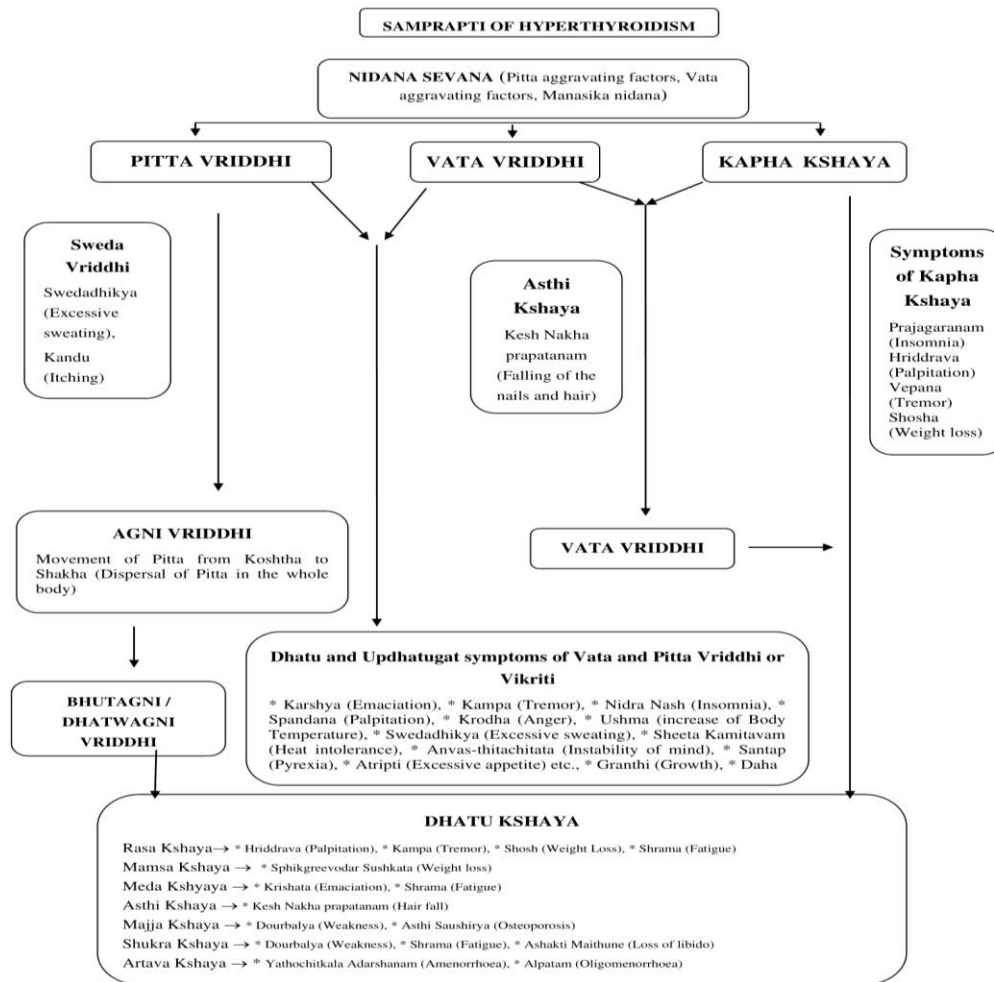 SAMPRAPTI OF HYPERTHYROIDISM
NIDANA SEVANA (Pitta aggravating factors, Vata
aggravating factors, Manasika nidana)
PITTA VRIDDHI
VATA VRIDDHI
KAPHA KSHAYA
Sweda
Vriddhi
Swedadhikya
(Excessive
sweating),
Kandu
(Itching)
Asthi
Kshaya
Kesh Nakha
prapatanam
(Falling of the
nails and hair)
Symptoms
of Kapha
Kshaya
Prajagaranam
(Insomnia)
Hriddrava
(Palpitation)
Vepana
(Tremor)
Shosha
(Weight loss)
AGNI VRIDDHI
Movement of Pitta from Koshtha to
Shakha (Dispersal of Pitta in the whole
body)
VATA VRIDDHI
BHUTAGNI /
DHATWAGNI
VRIDDHI
Dhatu and Updhatugat symptoms of Vata and Pitta Vriddhi or
Vikriti
* Karshya (Emaciation), * Kampa (Tremor), * Nidra Nash (Insomnia), *
Spandana (Palpitation), * Krodha (Anger), * Ushma (increase of Body
Temperature), * Swedadhikya (Excessive sweating), * Sheeta Kamitavam
(Heat intolerance), * Anvas-thitachitata (Instability of mind), * Santap
(Pyrexia), * Atripti (Excessive appetite) etc., * Granthi (Growth), * Daha
DHATU KSHAYA
Rasa Kshaya→ * Hriddrava (Palpitation), * Kampa (Tremor), * Shosh (Weight Loss), * Shrama (Fatigue)
Mamsa Kshaya → * Sphikgreevodar Sushkata (Weight loss)
Meda Kshyaya → * Krishata (Emaciation), * Shrama (Fatigue)
Asthi Kshaya → * Kesh Nakha prapatanam (Hair fall)
Majja Kshaya → * Dourbalya (Weakness), * Asthi Saushirya (Osteoporosis)
Shukra Kshaya → * Dourbalya (Weakness), * Shrama (Fatigue), * Ashakti Maithune (Loss of libido)
Artava Kshaya → * Yathochitkala Adarshanam (Amenorrhoea), * Alpatam (Oligomenorrhoea)